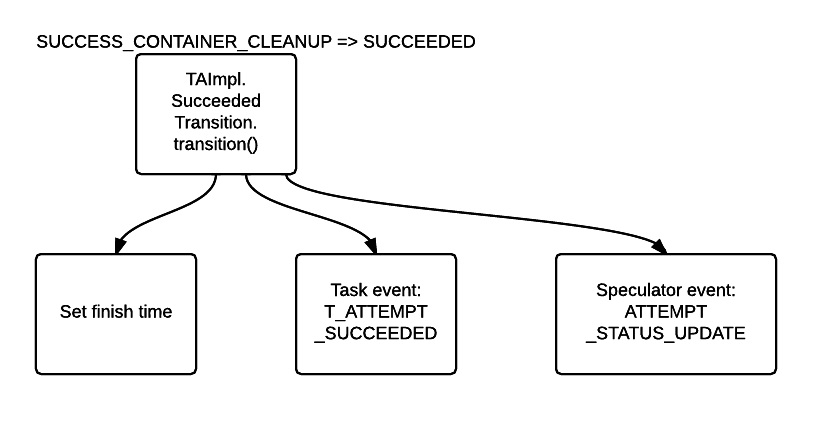 SUCCESS_CONTAINER_CLEANUP => SUCCEEDED
TAImpl.
Succeeded
Transition.
transition()
Set finish time
Task event:
T_ATTEMPT
_SUCCEEDED
Speculator event:
ATTEMPT
_STATUS_UPDATE